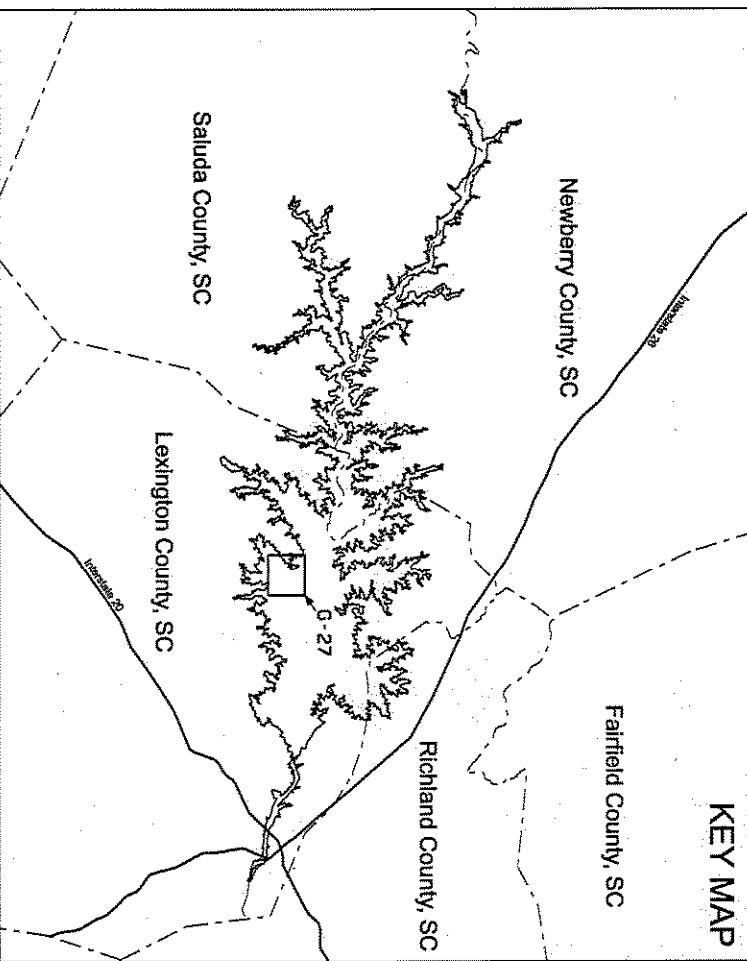 KEY MAP
Fairfield County, SC
Newberry County, SC
Interstate 26
Richland County, SC
Saluda County, SC
G-27
Lexington County, SC
Interstate 20